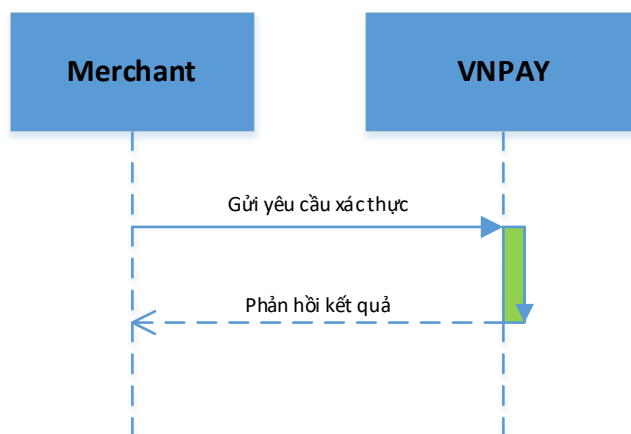 Merchant
VNPAY
Gửi yêu cầu xác thực
Phản hồi kết quả